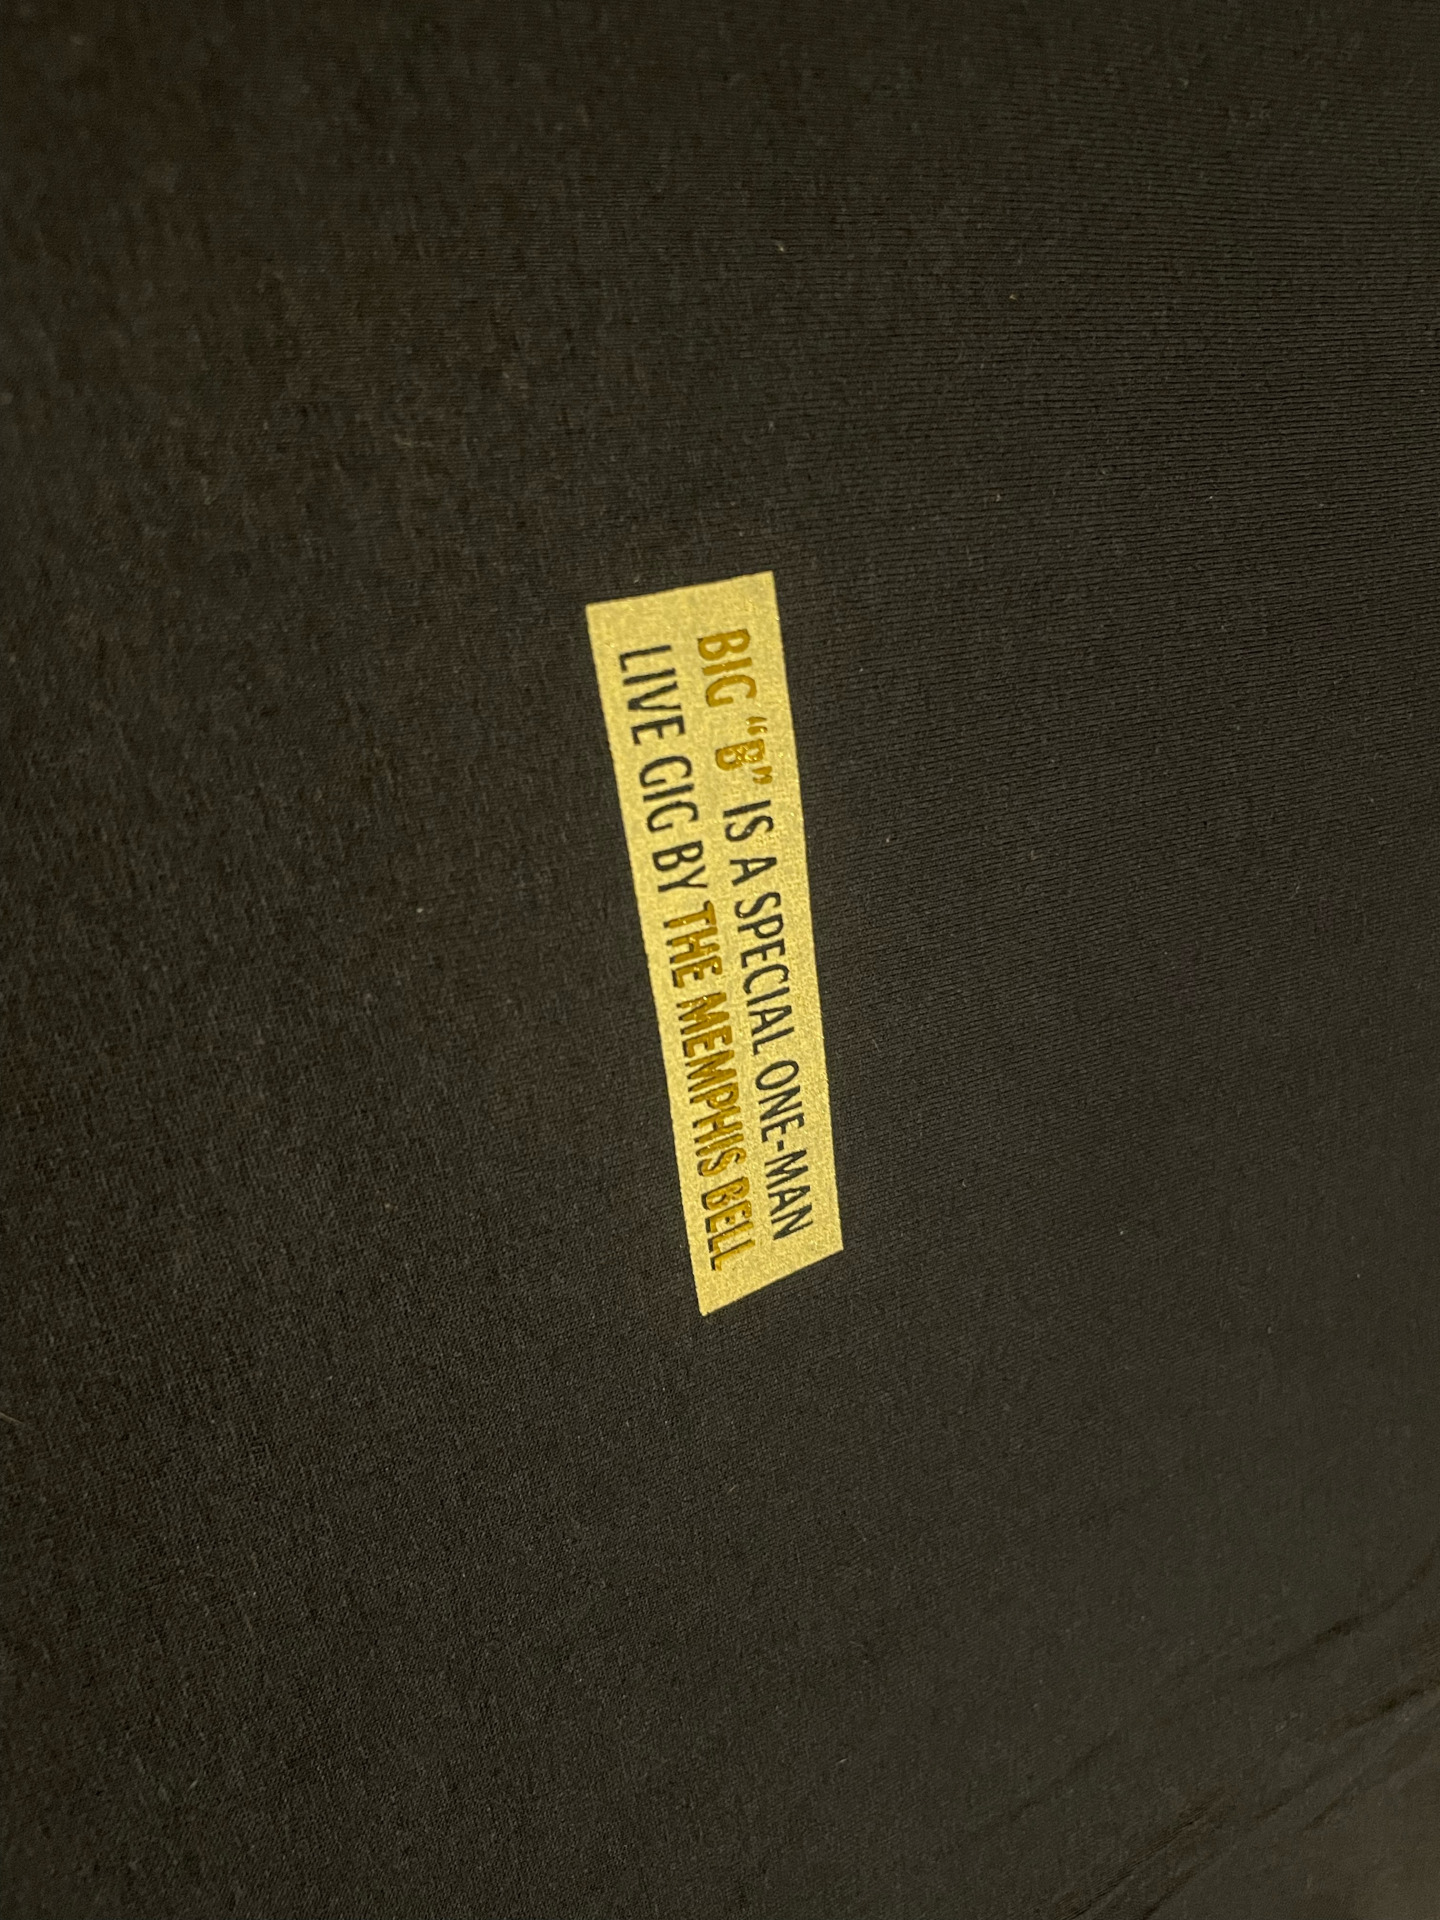 BIG “B” IS A SPECIAL ONE-MAN
LIVE GIG BY THE MEMPHIS BELL